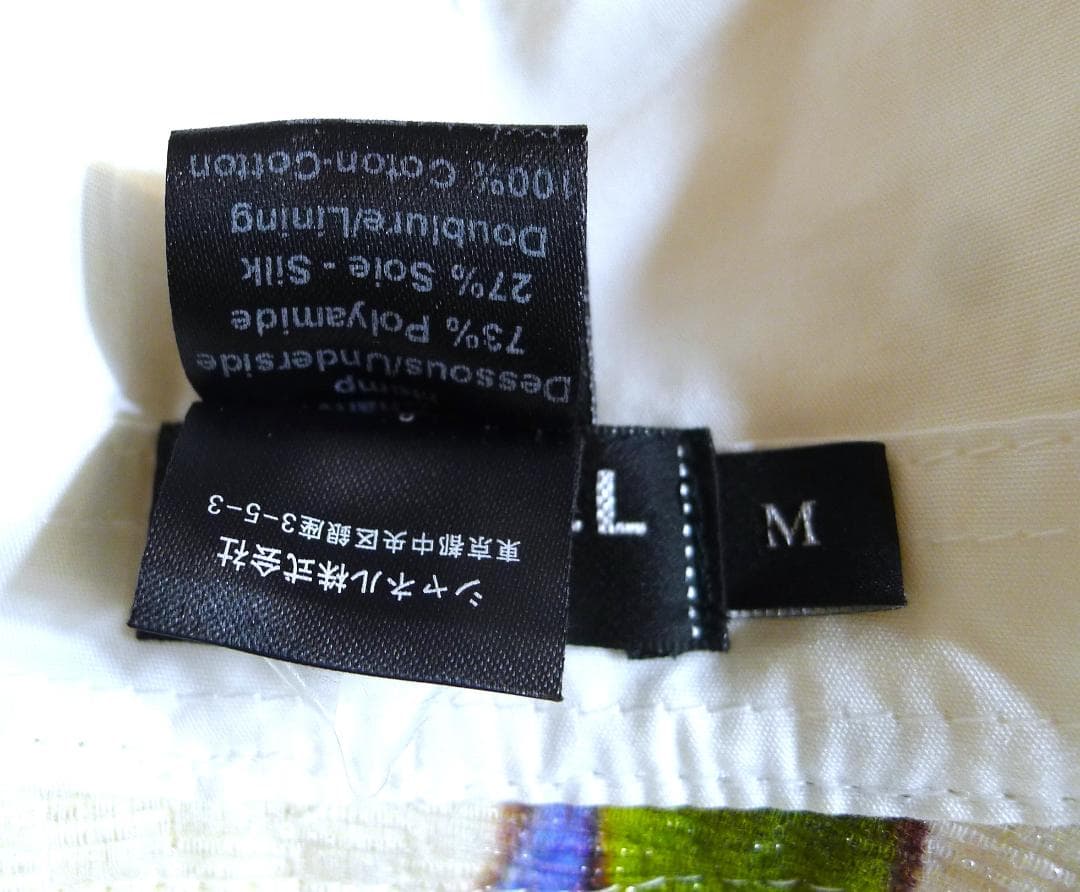 Hemp
Dessous/Underside
73% Polyamide
27% Soie - Silk
Doublure/Lining
100% Coton-Cotton
シャネル株式会社
東京都中央区銀座3-5-3
L
M